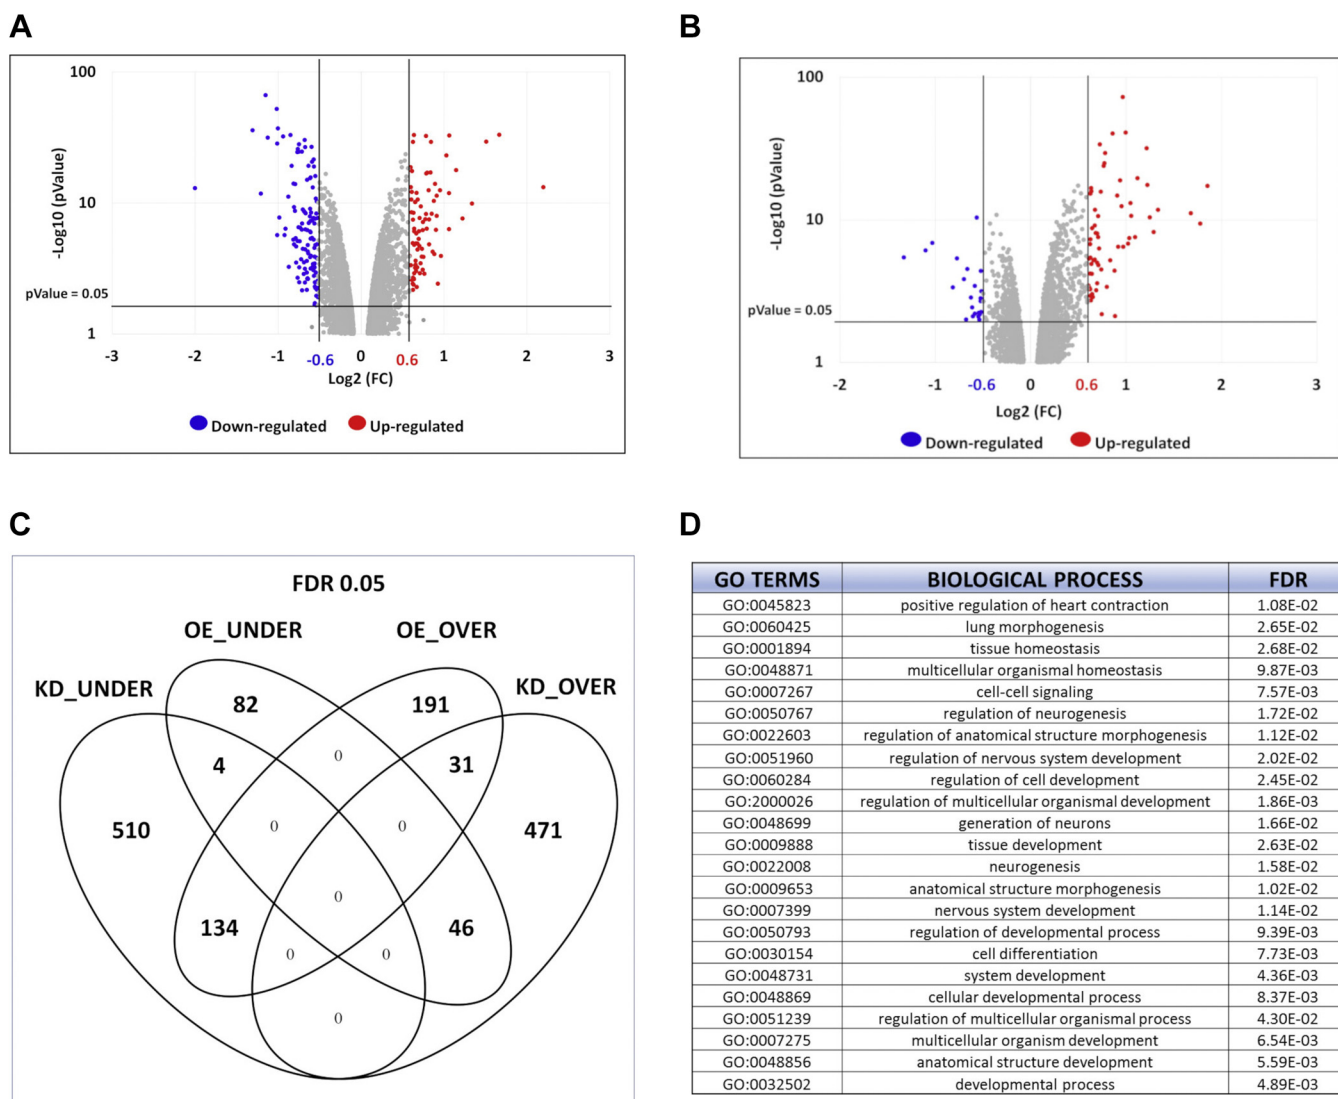 A
100
10
1
-Log10 (pValue)
pValue = 0.05
-3
-2
-1
-0.6
0
0.6
1
2
3
Log2 (FC)
Down-regulated
Up-regulated
B
100
10
1
-Log10 (pValue)
pValue = 0.05
-2
-1
-0.6
0
0.6
1
2
3
Log2 (FC)
Down-regulated
Up-regulated
C
FDR 0.05
OE_UNDER
OE_OVER
KD_UNDER
KD_OVER
82
191
0
4
31
510
0
0
471
0
134
46
0
0
0
D
GO TERMS BIOLOGICAL PROCESS FDR
GO:0045823 positive regulation of heart contraction 1.08E-02
GO:0060425 lung morphogenesis 2.65E-02
GO:0001894 tissue homeostasis 2.68E-02
GO:0048871 multicellular organismal homeostasis 9.87E-03
GO:0007267 cell-cell signaling 7.57E-03
GO:0050767 regulation of neurogenesis 1.72E-02
GO:0022603 regulation of anatomical structure morphogenesis 1.12E-02
GO:0051960 regulation of nervous system development 2.02E-02
GO:0060284 regulation of cell development 2.45E-02
GO:2000026 regulation of multicellular organismal development 1.86E-03
GO:0048699 generation of neurons 1.66E-02
GO:0009888 tissue development 2.63E-02
GO:0022008 neurogenesis 1.58E-02
GO:0009653 anatomical structure morphogenesis 1.02E-02
GO:0007399 nervous system development 1.14E-02
GO:0050793 regulation of developmental process 9.39E-03
GO:0030154 cell differentiation 7.73E-03
GO:0048731 system development 4.36E-03
GO:0048869 cellular developmental process 8.37E-03
GO:0051239 regulation of multicellular organismal process 4.30E-02
GO:0007275 multicellular organism development 6.54E-03
GO:0048856 anatomical structure development 5.59E-03
GO:0032502 developmental process 4.89E-03